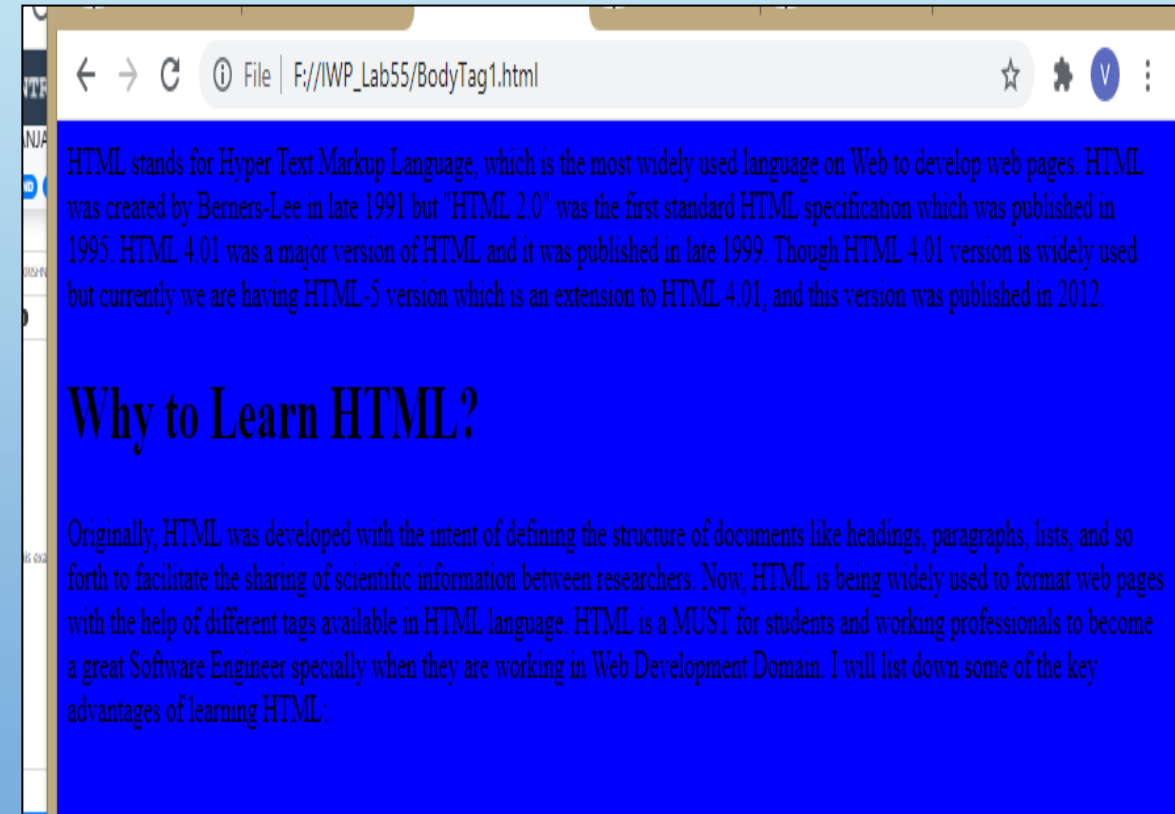 File | F://IWP_Lab55/BodyTag1.html
V
HTML stands for Hyper Text Markup Language, which is the most widely used language on Web to develop web pages. HTML
was created by Berners-Lee in late 1991 but "HTML 2.0" was the first standard HTML specification which was published in
1995. HTML 4.01 was a major version of HTML and it was published in late 1999. Though HTML 4.01 version is widely used
but currently we are having HTML-5 version which is an extension to HTML 4.01, and this version was published in 2012.
Why to Learn HTML?
Originally, HTML was developed with the intent of defining the structure of documents like headings, paragraphs, lists, and so
forth to facilitate the sharing of scientific information between researchers. Now, HTML is being widely used to format web pages
with the help of different tags available in HTML language. HTML is a MUST for students and working professionals to become
a great Software Engineer specially when they are working in Web Development Domain. I will list down some of the key
advantages of learning HTML: